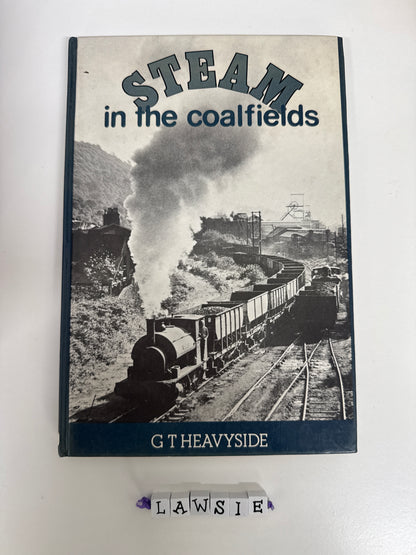 STEAM
in the coalfields
G T HEAVYSIDE
LAWSIE